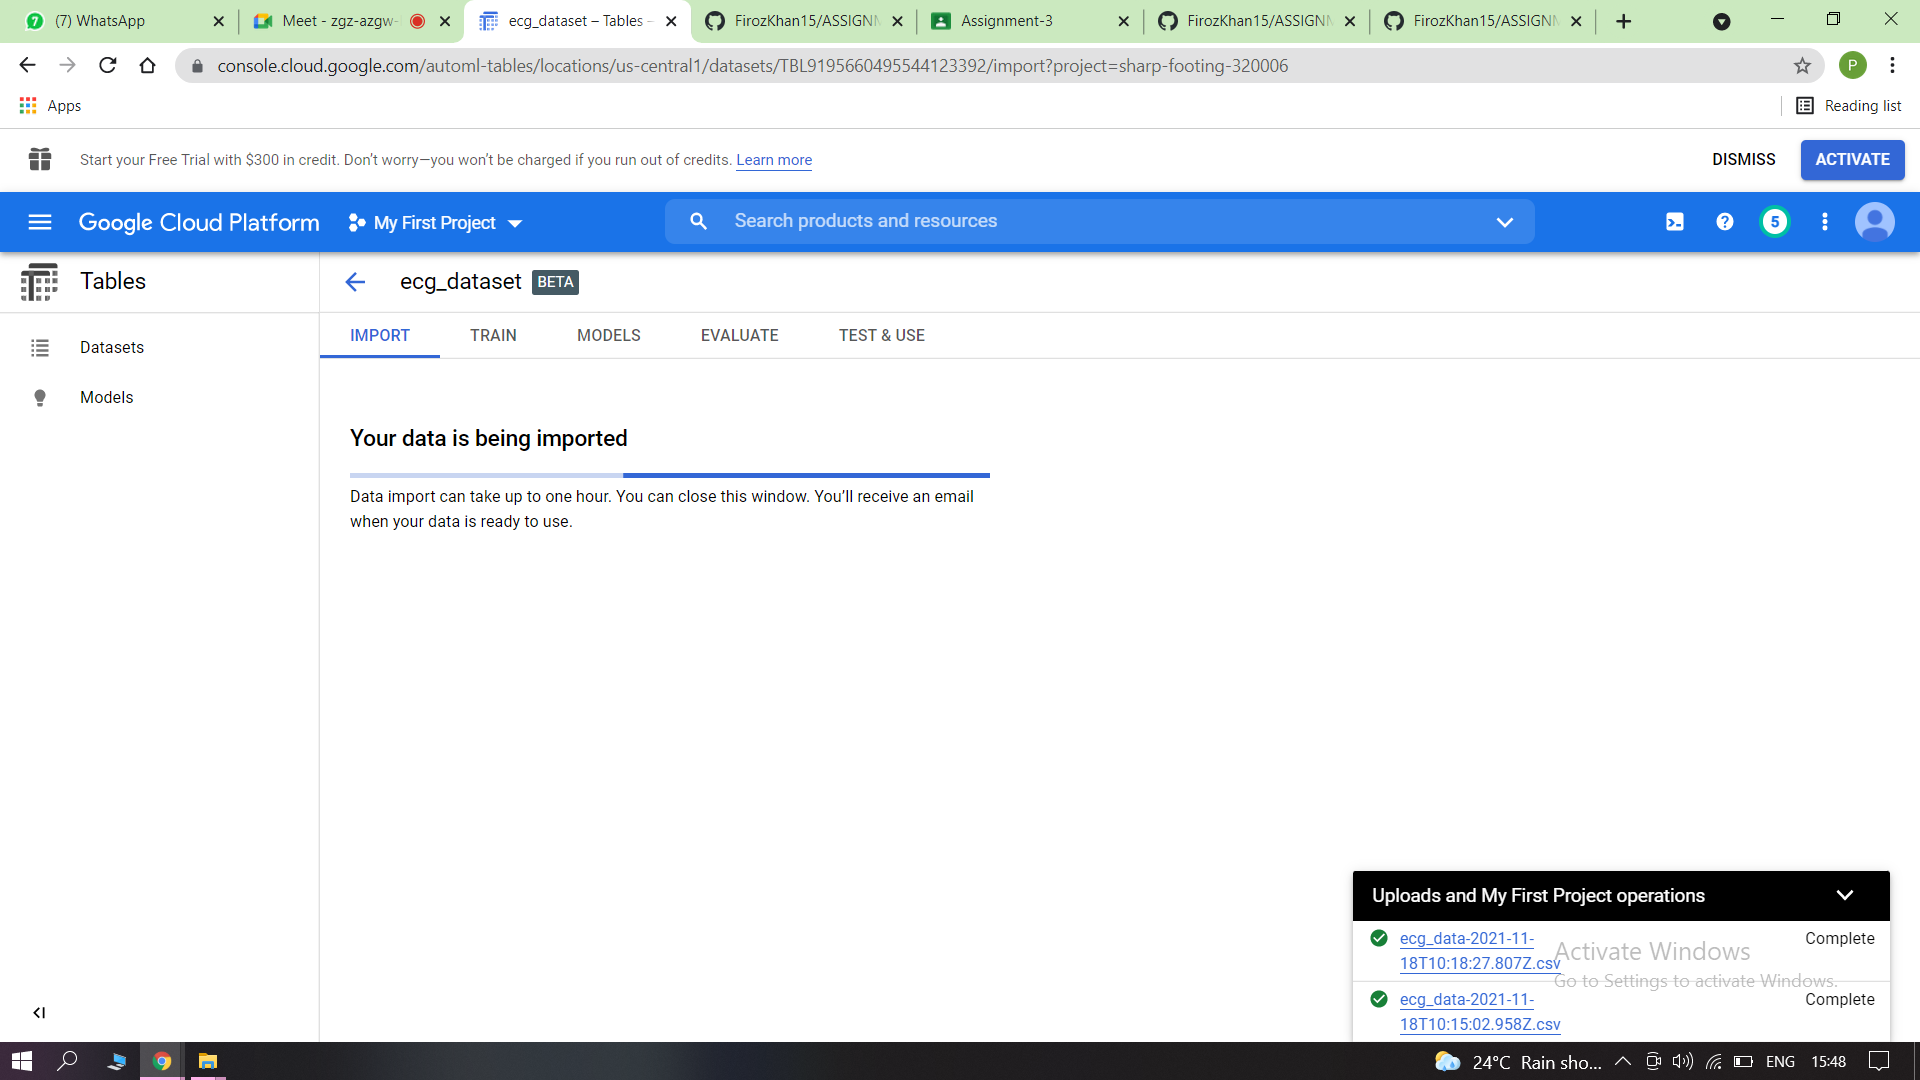 (7) WhatsApp
Meet - zgz-azgw-
ecg_dataset – Tables –
FirozKhan15/ASSIGNM
Assignment-3
FirozKhan15/ASSIGNM
FirozKhan15/ASSIGNM
console.cloud.google.com/automl-tables/locations/us-central1/datasets/TBL9195660495544123392/import?project=sharp-footing-320006
P
Apps
Reading list
Start your Free Trial with $300 in credit. Don't worry—you won't be charged if you run out of credits. Learn more
DISMISS
ACTIVATE
Google Cloud Platform
My First Project
Search products and resources
5
Tables
ecg_dataset BETA
IMPORT
TRAIN
MODELS
EVALUATE
TEST & USE
Datasets
Models
Your data is being imported
Data import can take up to one hour. You can close this window. You'll receive an email
when your data is ready to use.
Uploads and My First Project operations
ecg_data-2021-11-
18T10:18:27.807Z.csv
Complete
Activate Windows
Go to Settings to activate Windows.
ecg_data-2021-11-
18T10:15:02.958Z.csv
Complete
24°C Rain sho...
ENG
15:48